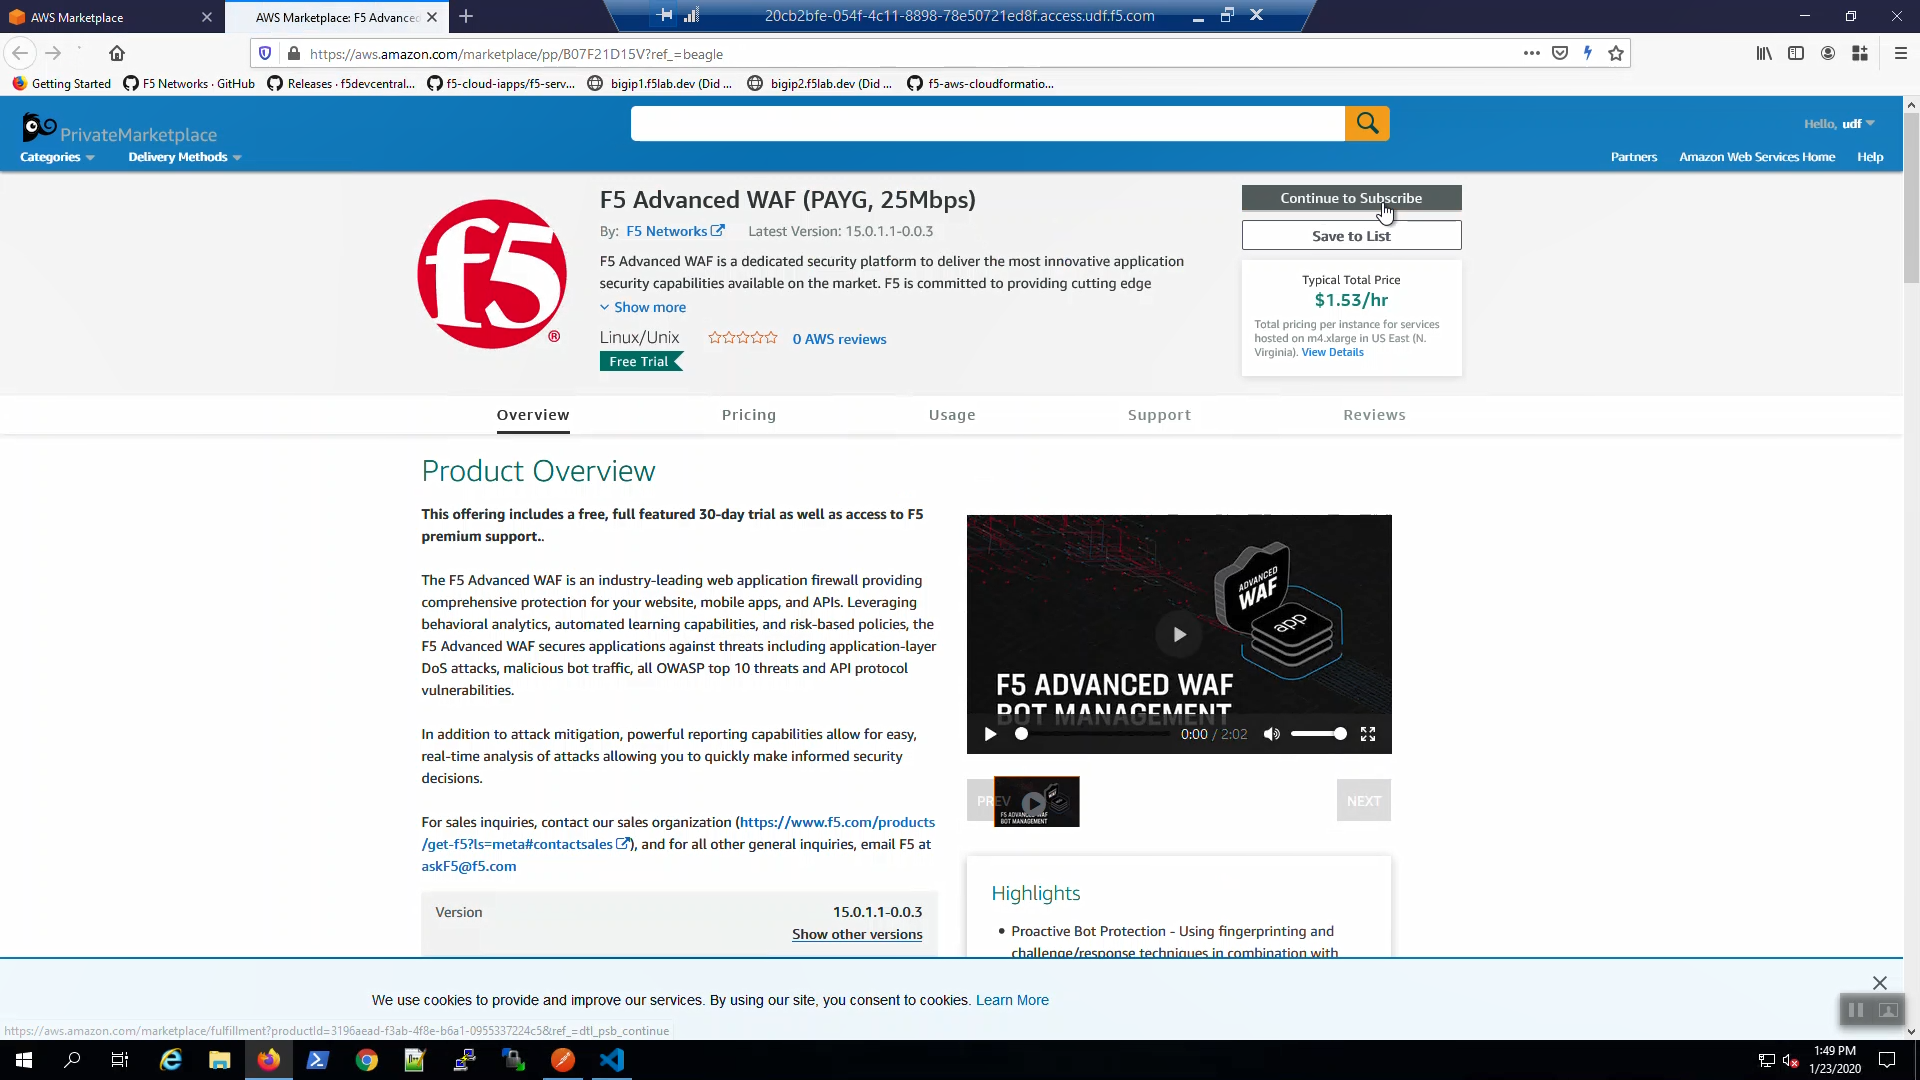 AWS Marketplace
AWS Marketplace: F5 Advanced
20cb2bfe-054f-4c11-8898-78e50721ed8f.access.udf.f5.com
https://aws.amazon.com/marketplace/pp/B07F21D15V?ref_=beagle
Getting Started
F5 Networks · GitHub
Releases · f5devcentral...
f5-cloud-iapps/f5-serv...
bigip1.f5lab.dev (Did ...
bigip2.f5lab.dev (Did ...
f5-aws-cloudformatio...
PrivateMarketplace
Hello, udf
Categories
Delivery Methods
Partners
Amazon Web Services Home
Help
f5 ®
F5 Advanced WAF (PAYG, 25Mbps)
By: F5 Networks
Latest Version: 15.0.1.1-0.0.3
F5 Advanced WAF is a dedicated security platform to deliver the most innovative application
security capabilities available on the market. F5 is committed to providing cutting edge
Show more
Linux/Unix
0 AWS reviews
Free Trial
Continue to Subscribe
Save to List
Typical Total Price
$1.53/hr
Total pricing per instance for services
hosted on m4.xlarge in US East (N.
Virginia). View Details
Overview
Pricing
Usage
Support
Reviews
Product Overview
This offering includes a free, full featured 30-day trial as well as access to F5
premium support..
The F5 Advanced WAF is an industry-leading web application firewall providing
comprehensive protection for your website, mobile apps, and APIs. Leveraging
behavioral analytics, automated learning capabilities, and risk-based policies, the
F5 Advanced WAF secures applications against threats including application-layer
DoS attacks, malicious bot traffic, all OWASP top 10 threats and API protocol
vulnerabilities.
In addition to attack mitigation, powerful reporting capabilities allow for easy,
real-time analysis of attacks allowing you to quickly make informed security
decisions.
For sales inquiries, contact our sales organization (https://www.f5.com/products
/get-f5?ls=meta#contactsales), and for all other general inquiries, email F5 at
askF5@f5.com
Version
15.0.1.1-0.0.3
Show other versions
ADVANCED
WAF
app
F5 ADVANCED WAF
BOT MANAGEMENT
0:00 / 2:02
PREV
F5 ADVANCED WAF
BOT MANAGEMENT
NEXT
Highlights
• Proactive Bot Protection - Using fingerprinting and
challenge/response techniques in combination with
We use cookies to provide and improve our services. By using our site, you consent to cookies. Learn More
https://aws.amazon.com/marketplace/fulfillment?productId=3196aead-f3ab-4f8e-b6a1-0955337224c5&ref_=dtl_psb_continue
1:49 PM
1/23/2020